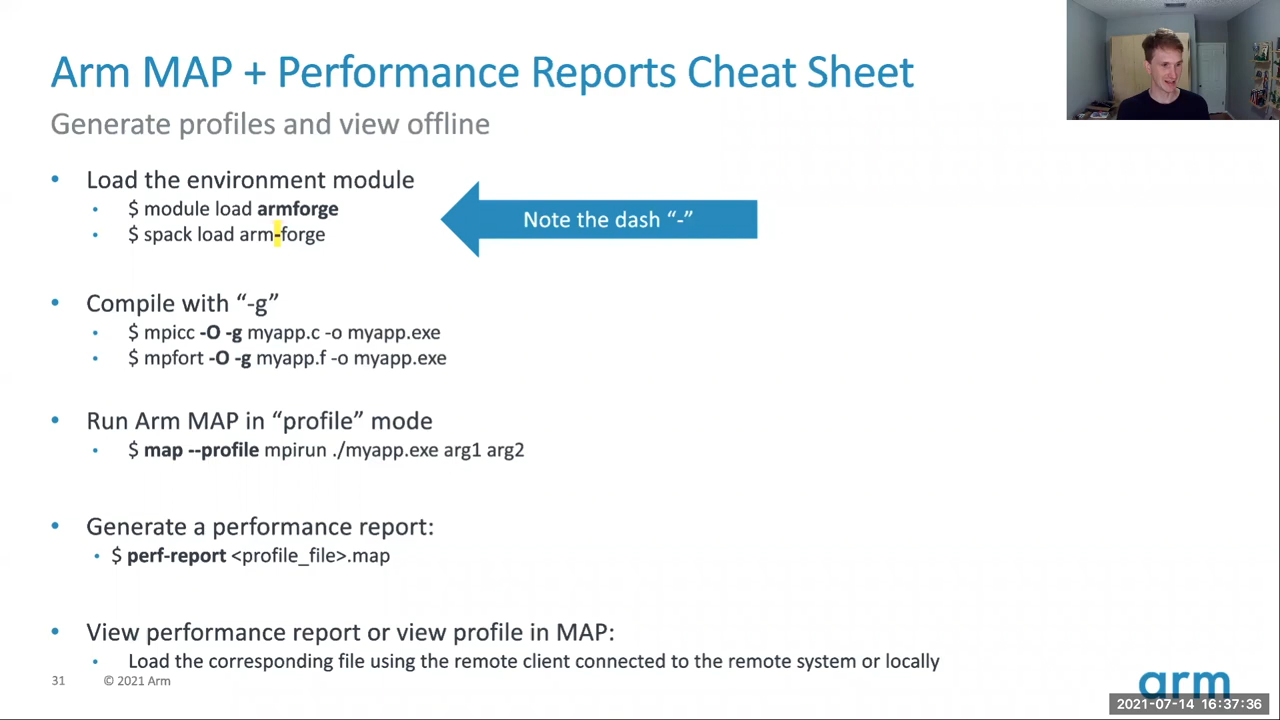 Arm MAP + Performance Reports Cheat Sheet
Generate profiles and view offline
• Load the environment module
• $ module load armforge
• $ spack load arm-forge
Note the dash “-”
• Compile with “-g”
• $ mpicc -O -g myapp.c -o myapp.exe
• $ mpfort -O -g myapp.f -o myapp.exe
• Run Arm MAP in “profile” mode
• $ map --profile mpirun ./myapp.exe arg1 arg2
• Generate a performance report:
• $ perf-report <profile_file>.map
• View performance report or view profile in MAP:
• Load the corresponding file using the remote client connected to the remote system or locally
31 © 2021 Arm
arm
2021-07-14 16:37:36